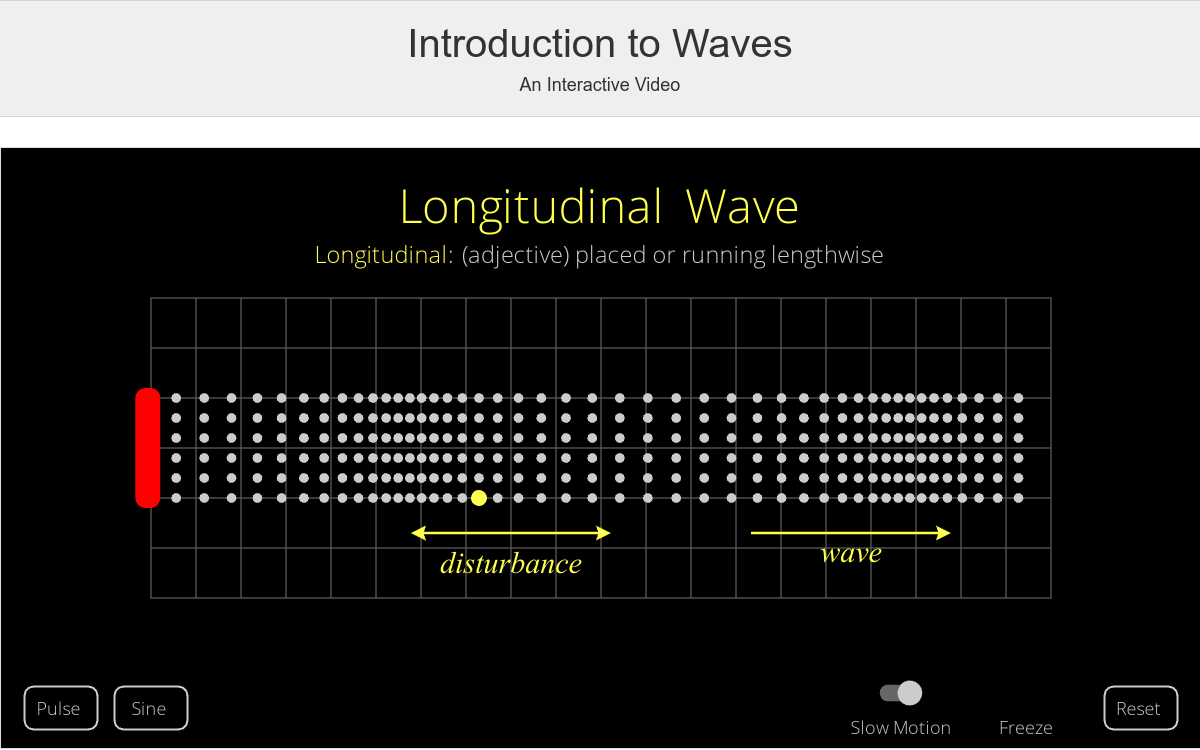 Introduction to Waves
An Interactive Video
Longitudinal Wave
Longitudinal: (adjective) placed or running lengthwise
disturbance
wave
Pulse
Sine
Slow Motion
Freeze
Reset